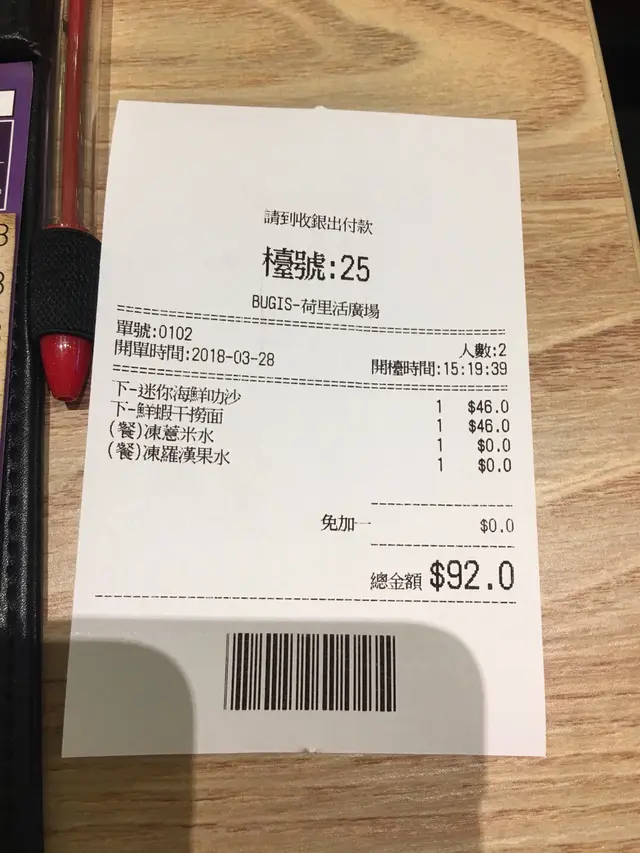 請到收銀出付款
檯號:25
BUGIS-荷里活廣場
單號:0102 人數:2
開單時間:2018-03-28 開檯時間:15:19:39
下-迷你海鮮叻沙 1 $46.0
下-鮮蝦干撈面 1 $46.0
(餐)凍薏米水 1 $0.0
(餐)凍羅漢果水 1 $0.0
免加一 $0.0
總金額 $92.0